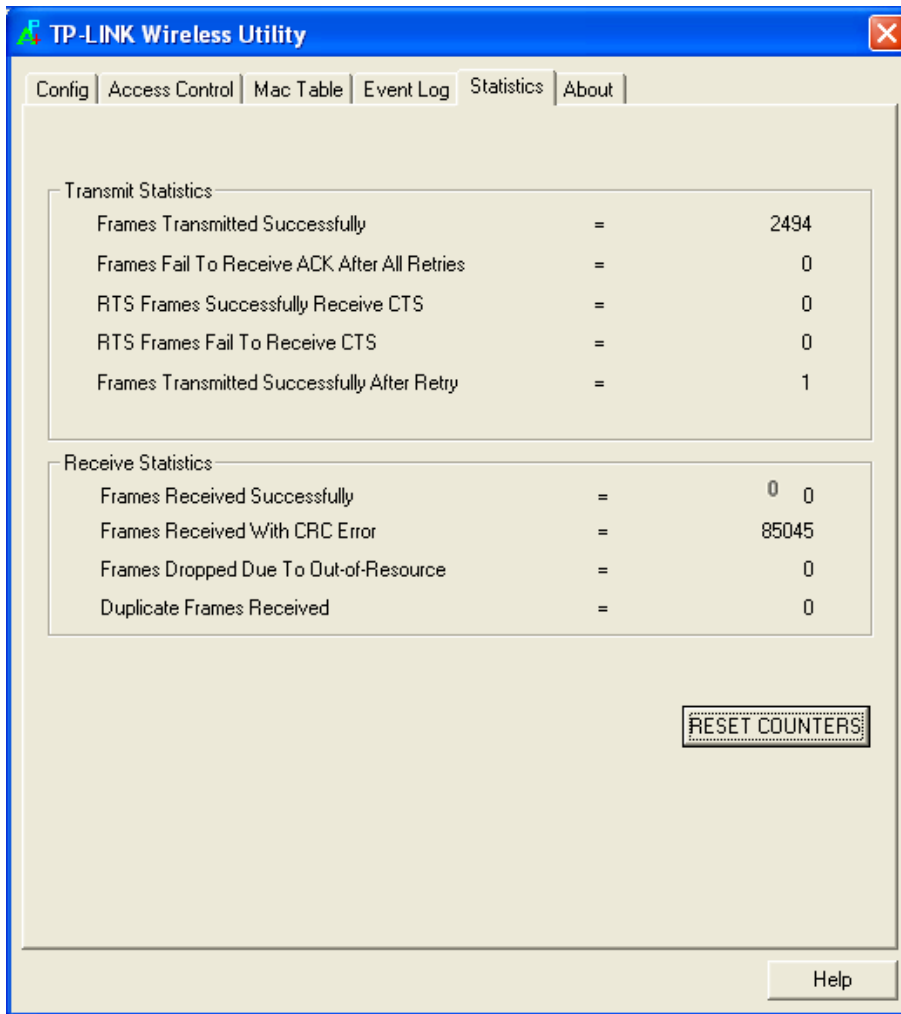 TP-LINK Wireless Utility
Config Access Control Mac Table Event Log Statistics About
Transmit Statistics
Frames Transmitted Successfully = 2494
Frames Fail To Receive ACK After All Retries = 0
RTS Frames Successfully Receive CTS = 0
RTS Frames Fail To Receive CTS = 0
Frames Transmitted Successfully After Retry = 1
Receive Statistics
Frames Received Successfully = 0 0
Frames Received With CRC Error = 85045
Frames Dropped Due To Out-of-Resource = 0
Duplicate Frames Received = 0
RESET COUNTERS
Help